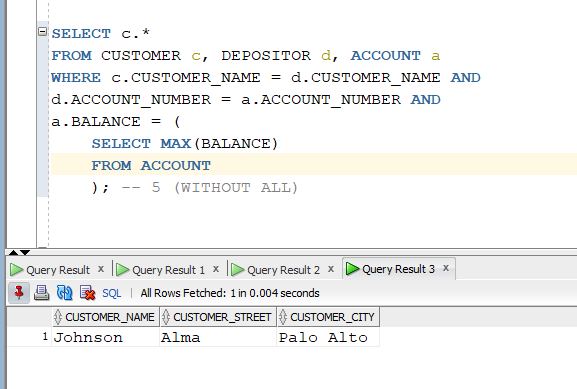 SELECT c.*
FROM CUSTOMER c, DEPOSITOR d, ACCOUNT a
WHERE c.CUSTOMER_NAME = d.CUSTOMER_NAME AND
d.ACCOUNT_NUMBER = a.ACCOUNT_NUMBER AND
a.BALANCE = (
SELECT MAX(BALANCE)
FROM ACCOUNT
); -- 5 (WITHOUT ALL)
Query Result x Query Result 1 x Query Result 2 x Query Result 3 x
SQL | All Rows Fetched: 1 in 0.004 seconds
CUSTOMER_NAME CUSTOMER_STREET CUSTOMER_CITY
1 Johnson Alma Palo Alto